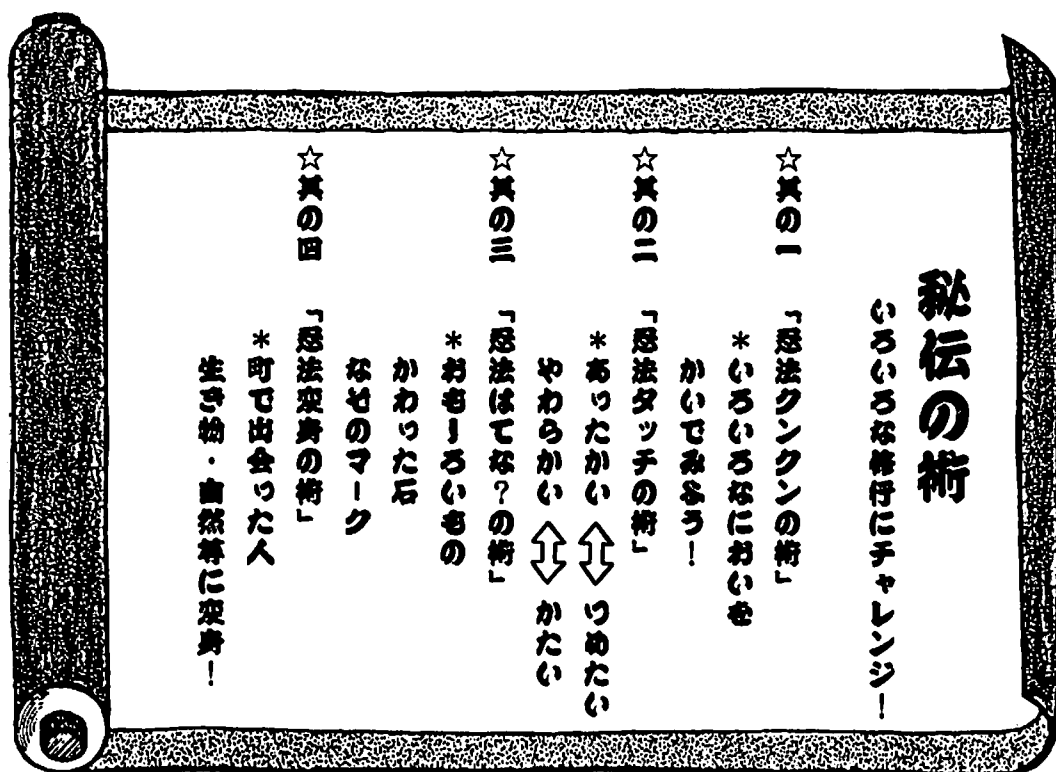 秘伝の術
いろいろな修行にチャレンジ！
☆其の一　「忍法クンクンの術」
＊いろいろなにおいを
かいでみよう！
☆其の二　「忍法タッチの術」
＊あったかい⇔つめたい
やわらかい⇔かたい
☆其の三　「忍法はてな？の術」
＊おもーろいもの
かわった石
なぞのマーク
☆其の四　「忍法変身の術」
＊町で出会った人
生き物・自然等に変身！